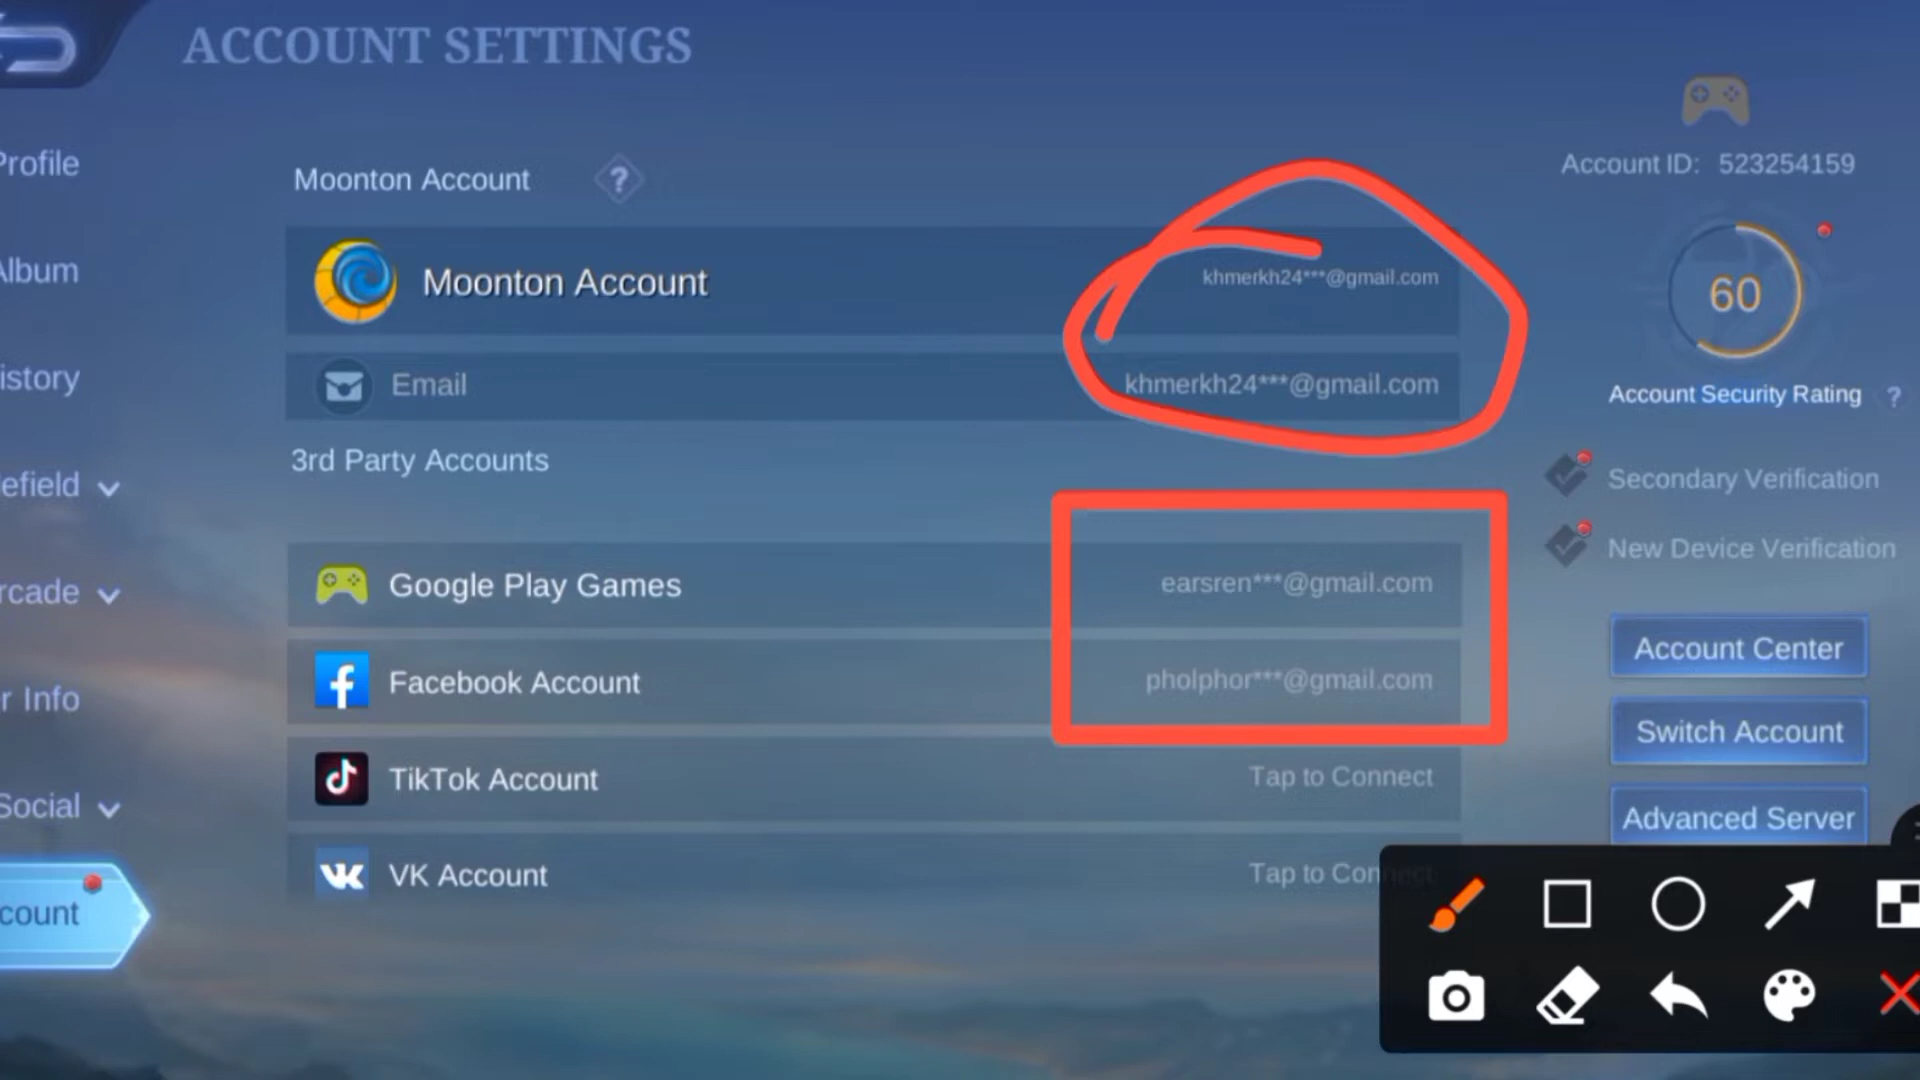 ACCOUNT SETTINGS
Profile
Album
istory
efield
rcade
r Info
Social
count
Moonton Account ?
Moonton Account khmerkh24***@gmail.com
Email khmerkh24***@gmail.com
3rd Party Accounts
Google Play Games earsren***@gmail.com
Facebook Account pholphor***@gmail.com
TikTok Account Tap to Connect
VK Account Tap to Connect
Account ID: 523254159
60
Account Security Rating ?
Secondary Verification
New Device Verification
Account Center
Switch Account
Advanced Server